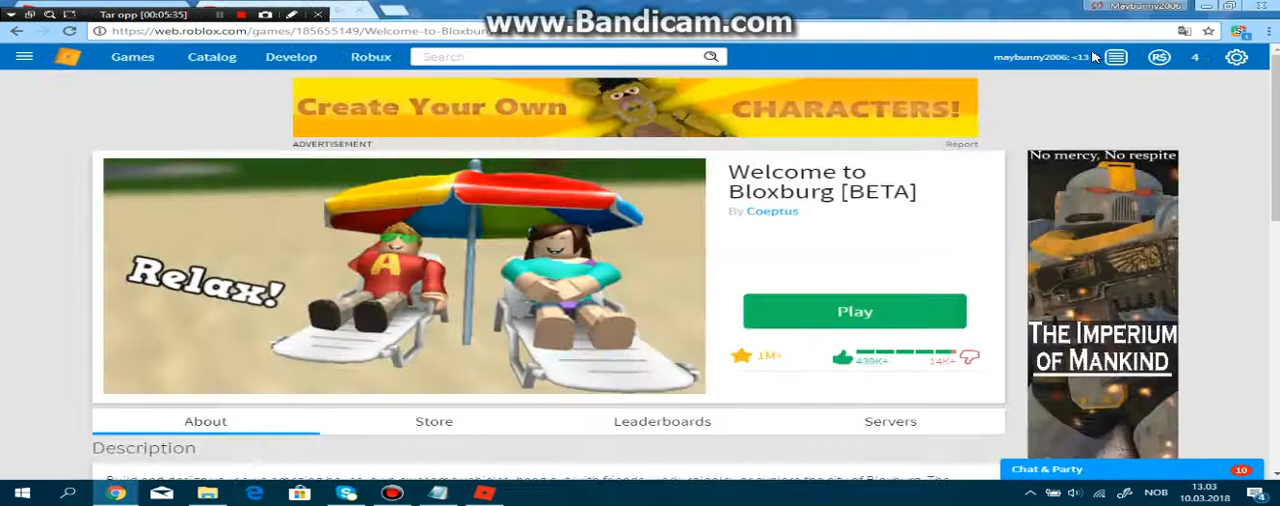 Tar opp [00:05:35]
www.Bandicam.com
Maybunny2006
https://web.roblox.com/games/185655149/Welcome-to-Bloxburg
Games
Catalog
Develop
Robux
Search
maybunny2006: <13
R$
4
Create Your Own CHARACTERS!
ADVERTISEMENT
Report
Relax!
A
Welcome to
Bloxburg [BETA]
By Coeptus
Play
1M+
439K+
14K+
No mercy, No respite
THE IMPERIUM
OF MANKIND
About
Store
Leaderboards
Servers
Description
Chat & Party
10
NOB
13.03
10.03.2018
4